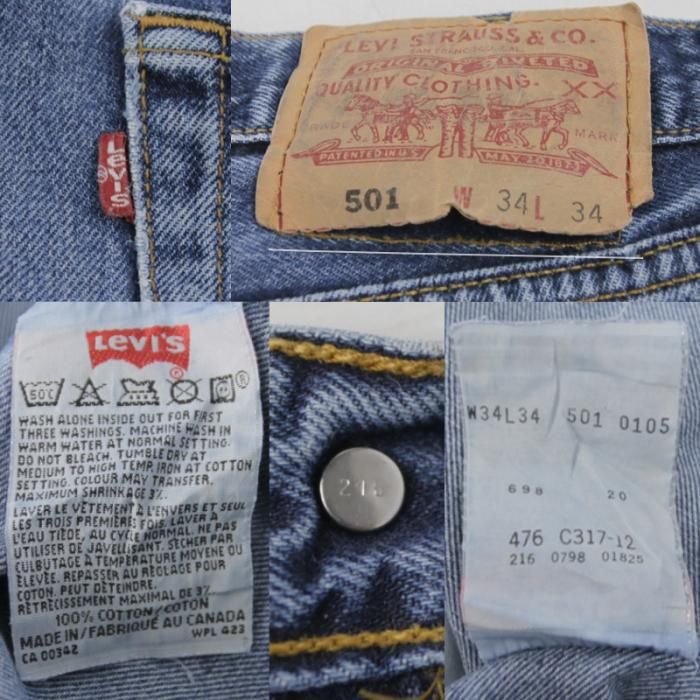 Levi's
®
LEVI STRAUSS & CO.
SAN FRANCISCO, CAL.
ORIGINAL RIVETED
QUALITY CLOTHING. XX
TRADE MARK
PATENTED IN U.S. MAY 20 1873
501 W 34 L 34
Levi's
®
50C
WASH ALONE INSIDE OUT FOR FIRST
THREE WASHINGS. MACHINE WASH IN
WARM WATER AT NORMAL SETTING.
DO NOT BLEACH. TUMBLE DRY AT
MEDIUM TO HIGH TEMP. IRON AT COTTON
SETTING. COLOUR MAY TRANSFER.
MAXIMUM SHRINKAGE 3%.
LAVER LE VÊTEMENT À L'ENVERS ET SEUL
LES TROIS PREMIÈRES FOIS. LAVER À
L'EAU TIÈDE, AU CYCLE NORMAL. NE PAS
UTILISER DE JAVELLISANT. SÉCHER PAR
CULBUTAGE À TEMPÉRATURE MOYENNE OU
ÉLEVÉE. REPASSER AU RÉGLAGE POUR
COTON. PEUT DÉTEINDRE.
RÉTRÉCISSEMENT MAXIMAL DE 3%.
100% COTTON/COTON
MADE IN/FABRIQUÉ AU CANADA
CA 00342 WPL 423
216
W34L34 501 0105
698 20
476 C317-12
216 0798 01825